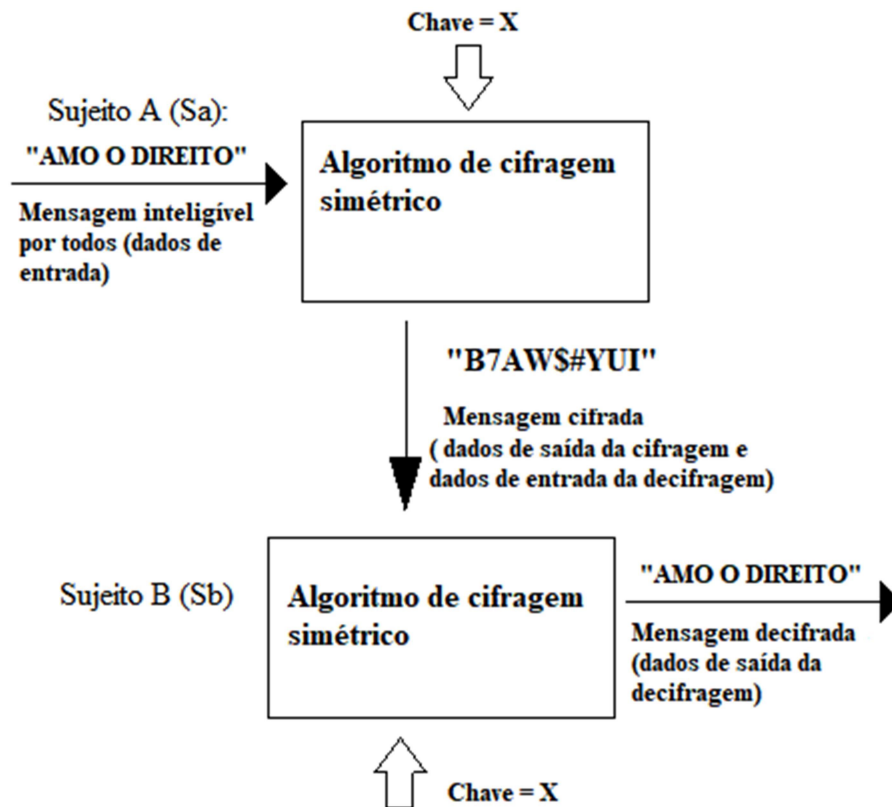 Chave = X
Sujeito A (Sa):
"AMO O DIREITO"
Mensagem inteligível
por todos (dados de
entrada)
Algoritmo de cifragem
simétrico
"B7AW$#YUI"
Mensagem cifrada
( dados de saída da cifragem e
dados de entrada da decifragem)
Sujeito B (Sb)
Algoritmo de cifragem
simétrico
"AMO O DIREITO"
Mensagem decifrada
(dados de saída da
decifragem)
Chave = X